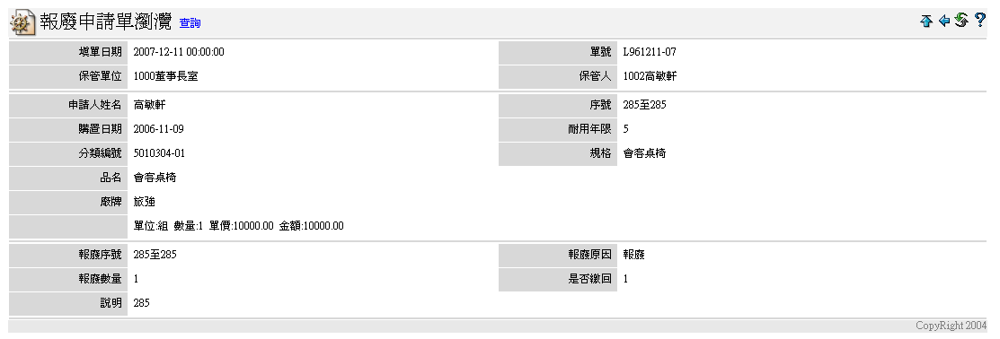 報廢申請單瀏灠 查詢
填單日期 2007-12-11 00:00:00 單號 L961211-07
保管單位 1000董事長室 保管人 1002高敏軒
申請人姓名 高敏軒 序號 285至285
購置日期 2006-11-09 耐用年限 5
分類編號 5010304-01 規格 會客桌椅
品名 會客桌椅
廠牌 旅強
單位:組 數量:1 單價:10000.00 金額:10000.00
報廢序號 285至285 報廢原因 報廢
報廢數量 1 是否繳回 1
說明 285
CopyRight 2004